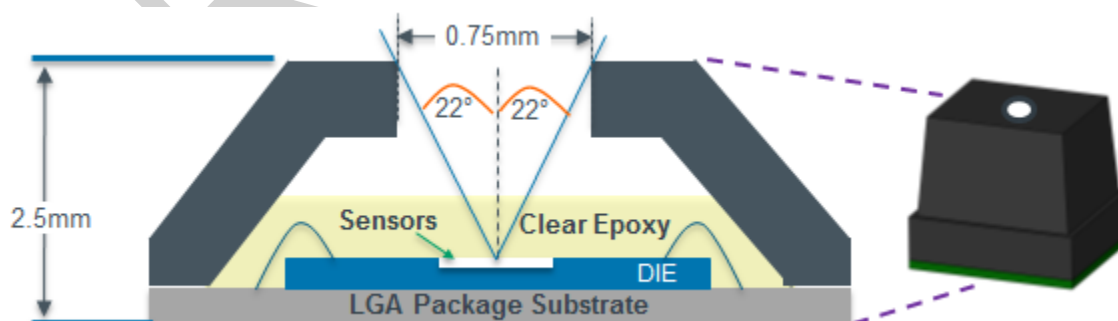 0.75mm
22° 22°
2.5mm
Sensors Clear Epoxy
DIE
LGA Package Substrate